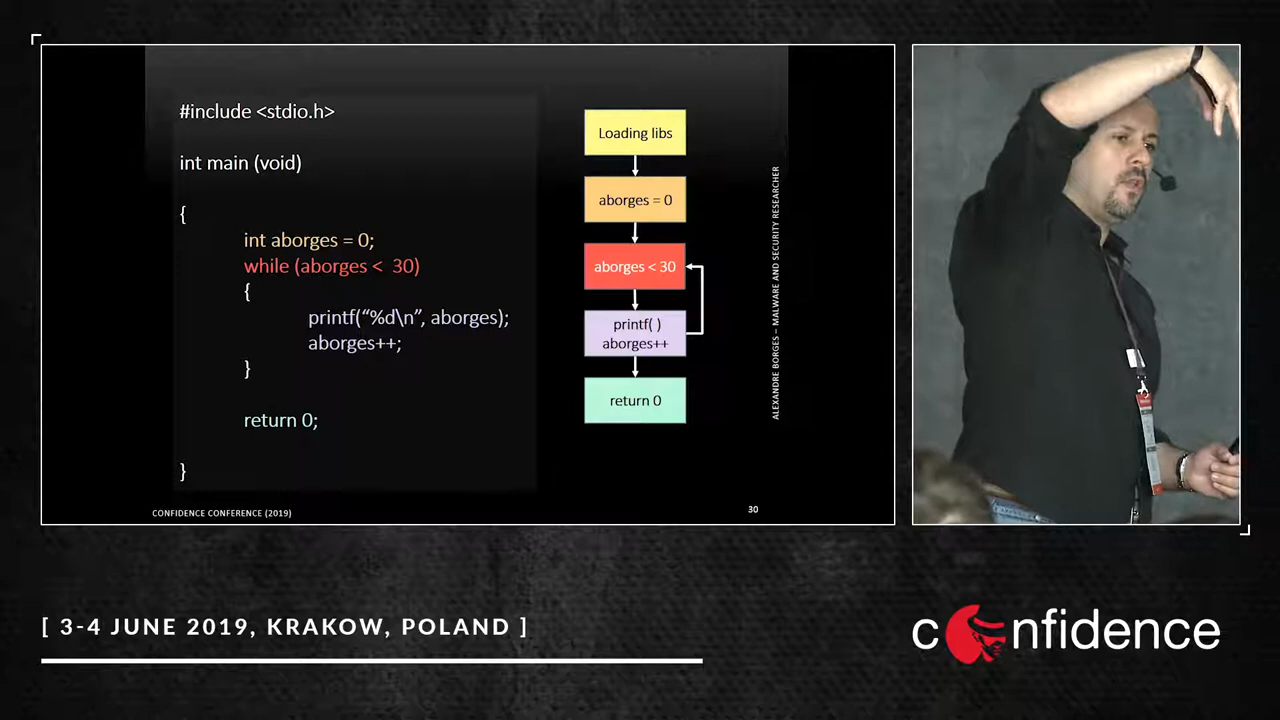 #include <stdio.h>
int main (void)
{
int aborges = 0;
while (aborges < 30)
{
printf(“%d\n”, aborges);
aborges++;
}
return 0;
}
Loading libs
aborges = 0
aborges < 30
printf( )
aborges++
return 0
ALEXANDRE BORGES – MALWARE AND SECURITY RESEARCHER
CONFIDENCE CONFERENCE (2019)
30
[ 3-4 JUNE 2019, KRAKOW, POLAND ]
confidence